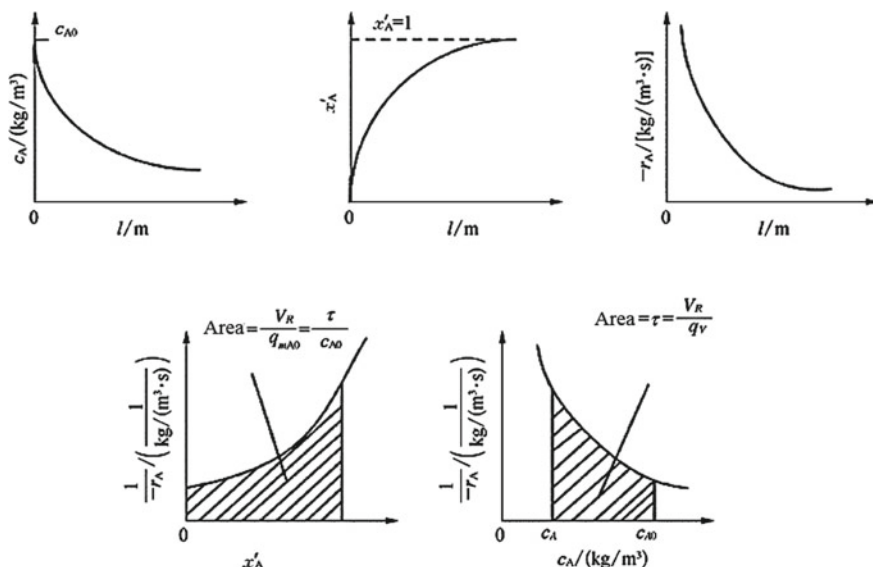 c_A0
c_A/(kg/m³)
0
l/m
x'_A=1
x'_A
0
l/m
−r_A/[kg/(m³·s)]
0
l/m
Area = V_R/q_mA0 = τ/c_A0
1/−r_A/(1/kg/(m³·s))
0
x'_A
Area = τ = V_R/q_V
1/−r_A/(1/kg/(m³·s))
0
c_A
c_A0
c_A/(kg/m³)